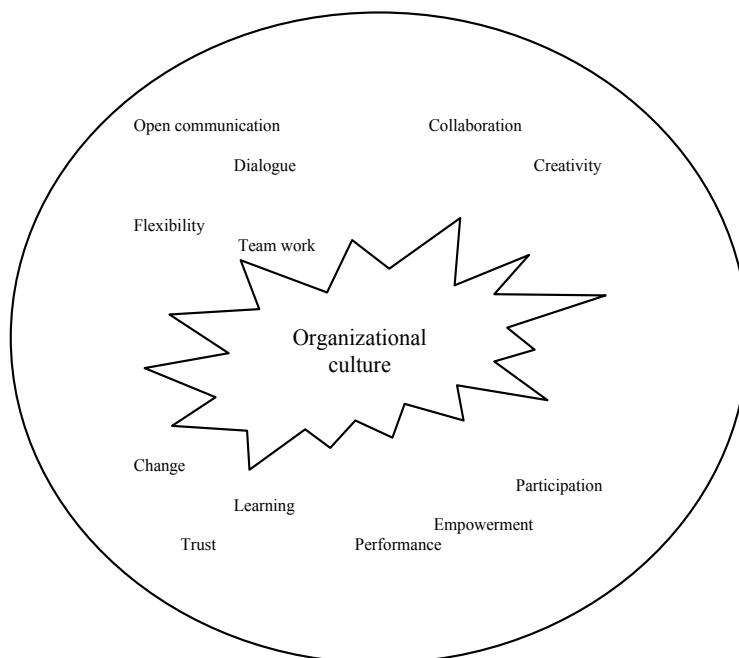 Open communication
Collaboration
Dialogue
Creativity
Flexibility
Team work
Organizational
culture
Change
Participation
Learning
Empowerment
Trust
Performance